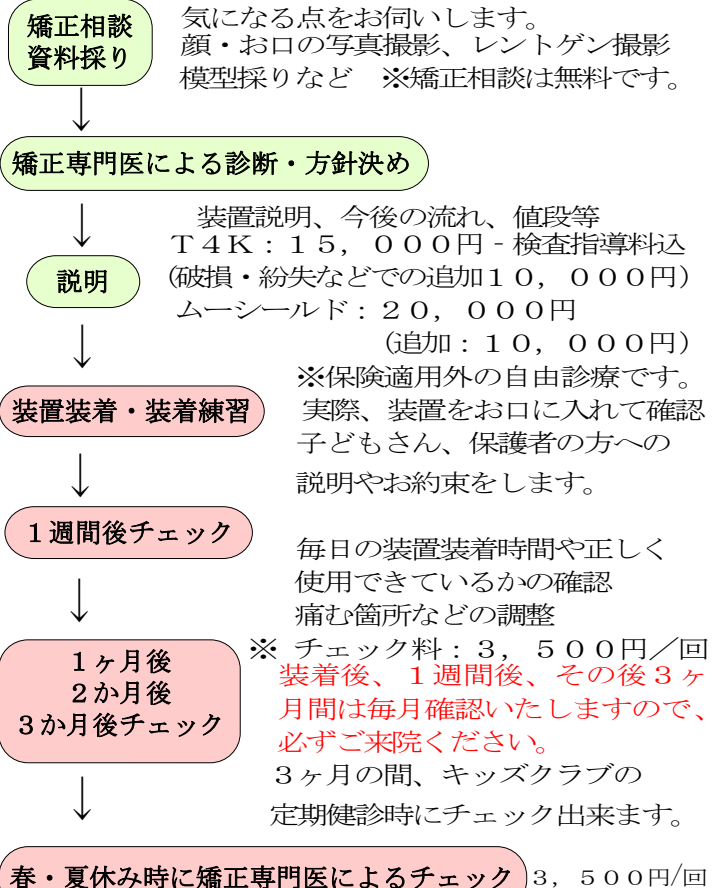 矯正相談
資料採り
気になる点をお伺いします。
顔・お口の写真撮影、レントゲン撮影
模型採りなど　※矯正相談は無料です。
↓
矯正専門医による診断・方針決め
↓
装置説明、今後の流れ、値段等
Ｔ４Ｋ：１５，０００円‐検査指導料込
(破損・紛失などでの追加１０，０００円)
説明
ムーシールド：２０，０００円
(追加：１０，０００円)
↓
※保険適用外の自由診療です。
装置装着・装着練習
実際、装置をお口に入れて確認
子どもさん、保護者の方への
説明やお約束をします。
↓
１週間後チェック
毎日の装置装着時間や正しく
使用できているかの確認
痛む箇所などの調整
↓
※ チェック料：３，５００円／回
１ヶ月後
２か月後
３か月後チェック
装着後、１週間後、その後３ヶ
月間は毎月確認いたしますので、
必ずご来院ください。
３ヶ月の間、キッズクラブの
定期健診時にチェック出来ます。
↓
春・夏休み時に矯正専門医によるチェック
３，５００円/回